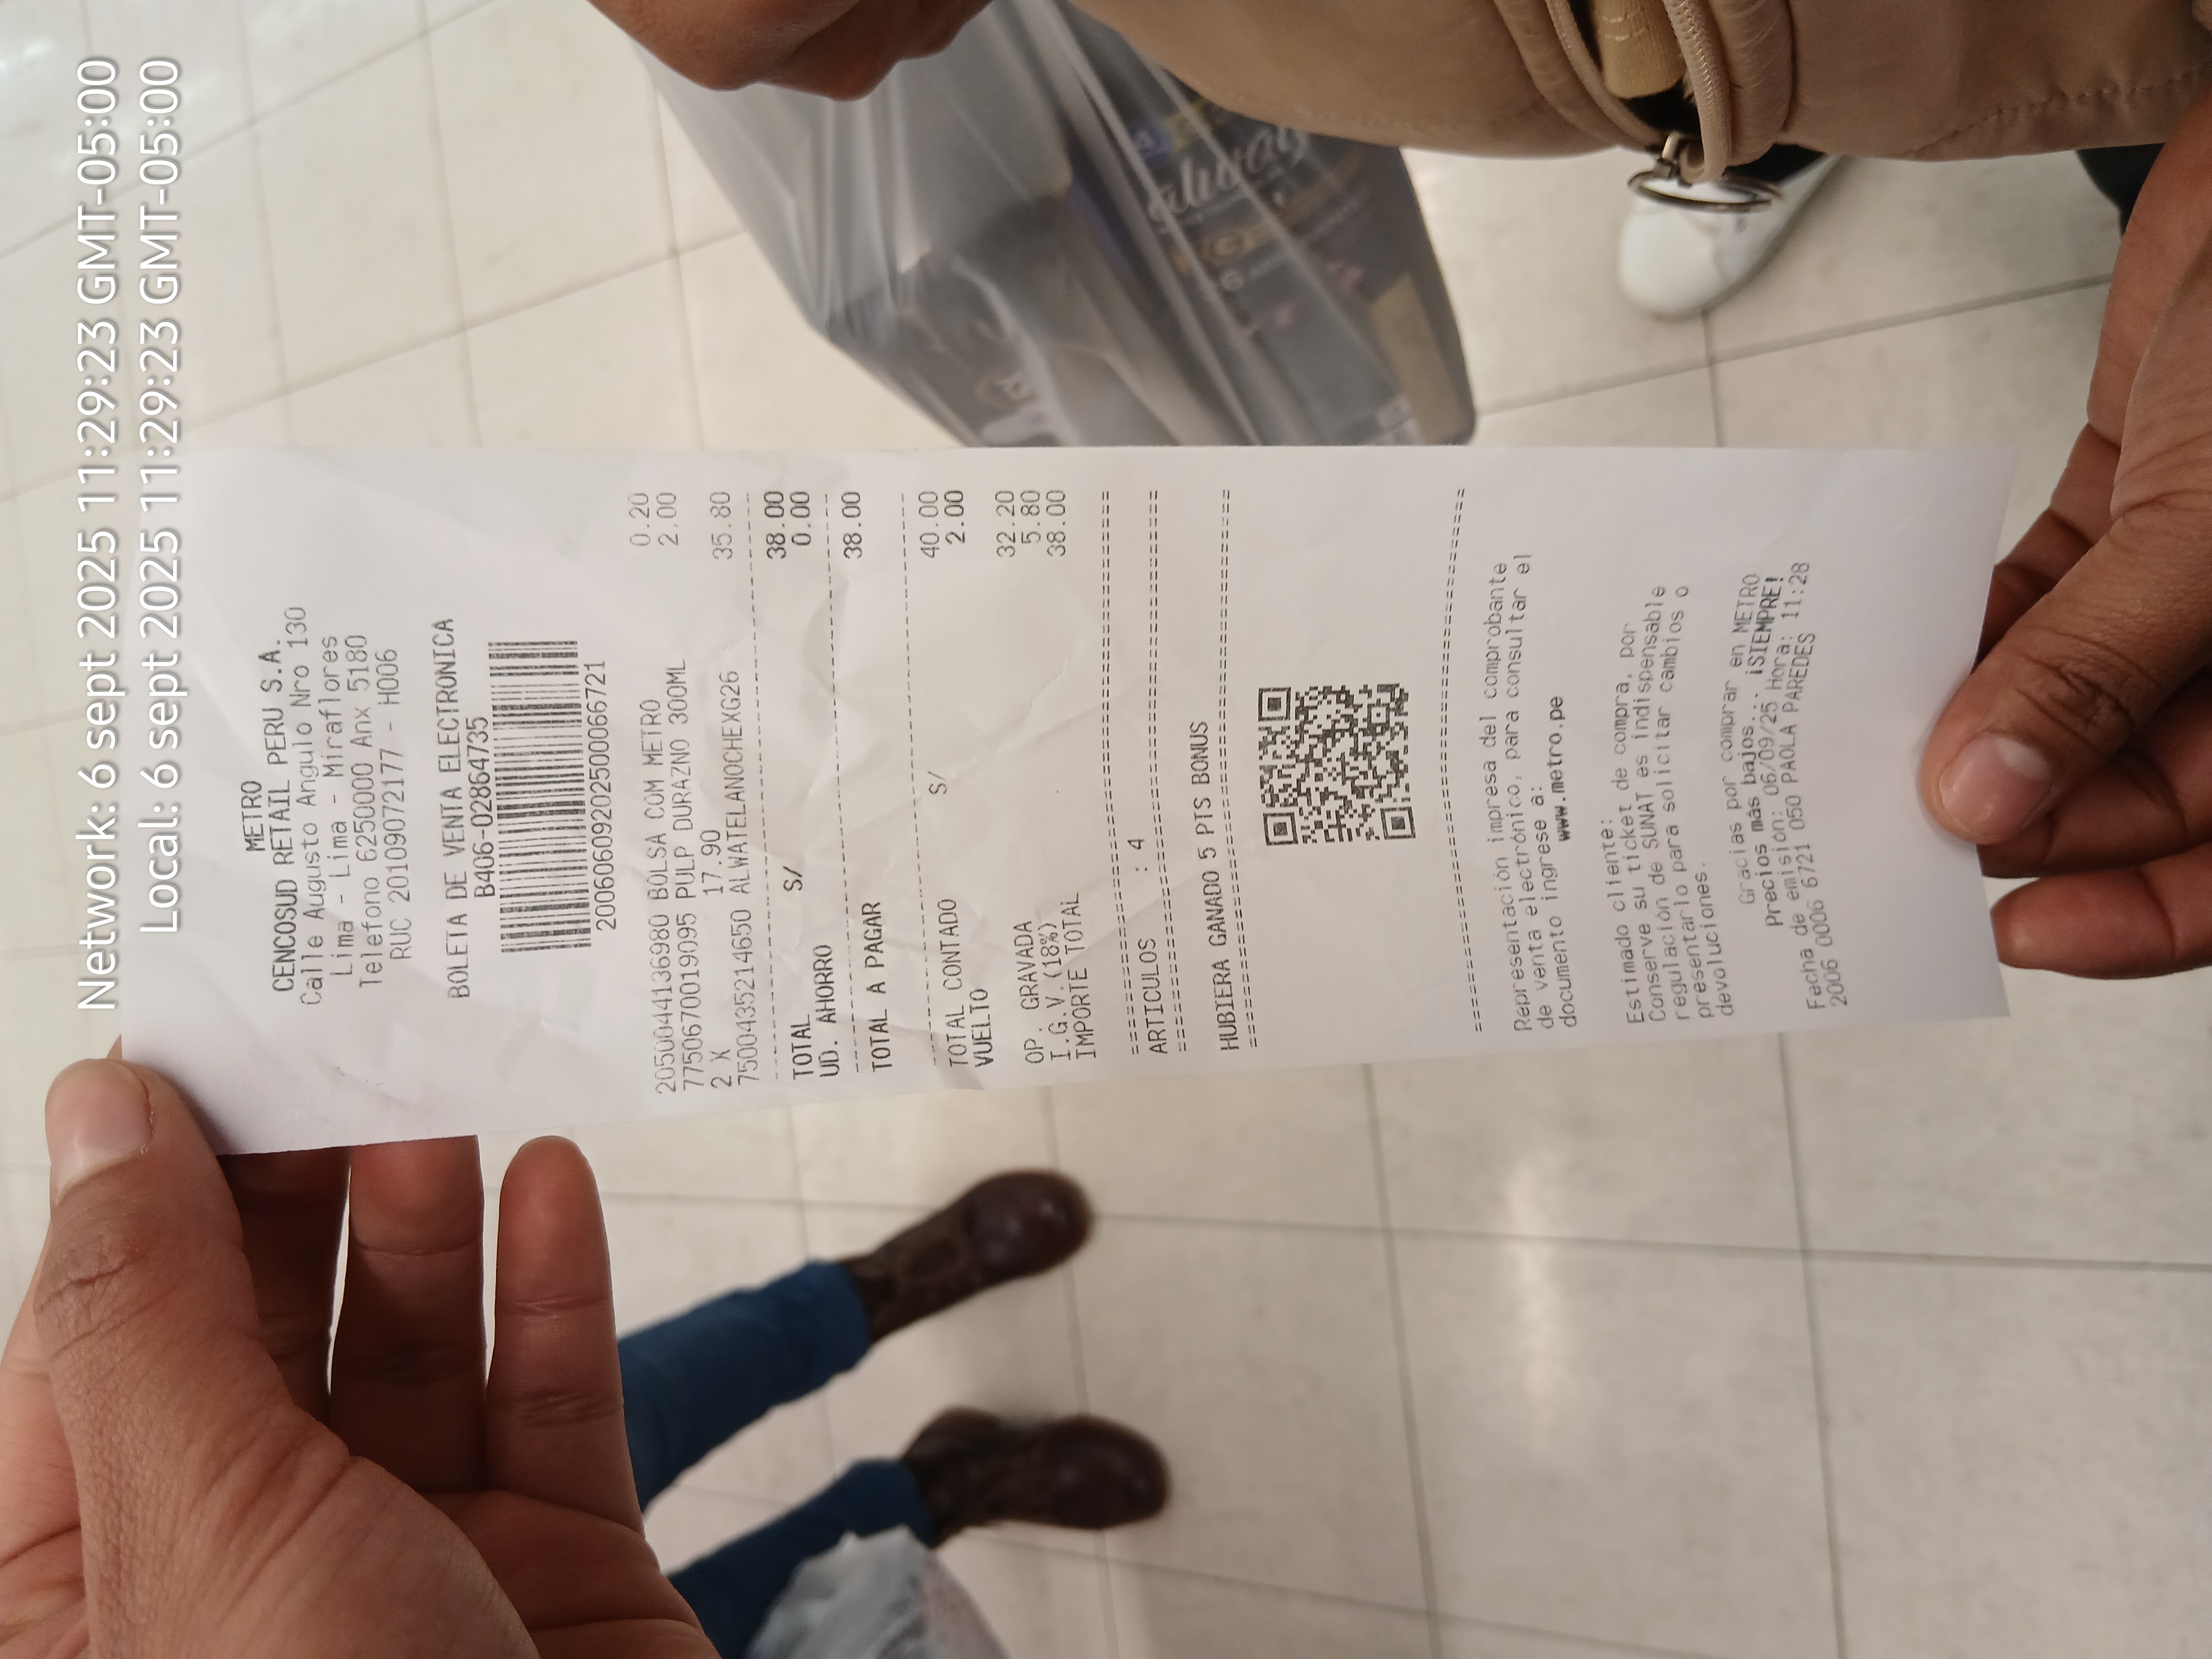 Network: 6 sept 2025 11:29:23 GMT-05:00
Local: 6 sept 2025 11:29:23 GMT-05:00
METRO
CENCOSUD RETAIL PERU S.A.
Calle Augusto Angulo Nro 130
Lima - Lima - Miraflores
Telefono 6250000 Anx 5180
RUC 20109072177 - H006
BOLETA DE VENTA ELECTRONICA
B406-02864735
20060609202500066721
2050044136980 BOLSA COM METRO 0.20
7750670019095 PULP DURAZNO 300ML 2.00
2 X 17.90
7500435214650 ALWATELANOCHEXG26 35.80
TOTAL S/ 38.00
UD. AHORRO 0.00
TOTAL A PAGAR 38.00
TOTAL CONTADO S/ 40.00
VUELTO 2.00
OP. GRAVADA 32.20
I.G.V.(18%) 5.80
IMPORTE TOTAL 38.00
ARTICULOS : 4
HUBIERA GANADO 5 PTS BONUS
Representación impresa del comprobante
de venta electrónico, para consultar el
documento ingrese a:
www.metro.pe
Estimado cliente:
Conserve su ticket de compra, por
regulación de SUNAT es indispensable
presentarlo para solicitar cambios o
devoluciones.
Gracias por comprar en METRO
Precios más bajos... ¡SIEMPRE!
Fecha de emisión: 06/09/25 Hora: 11:28
2006 0006 6721 050 PAOLA PAREDES